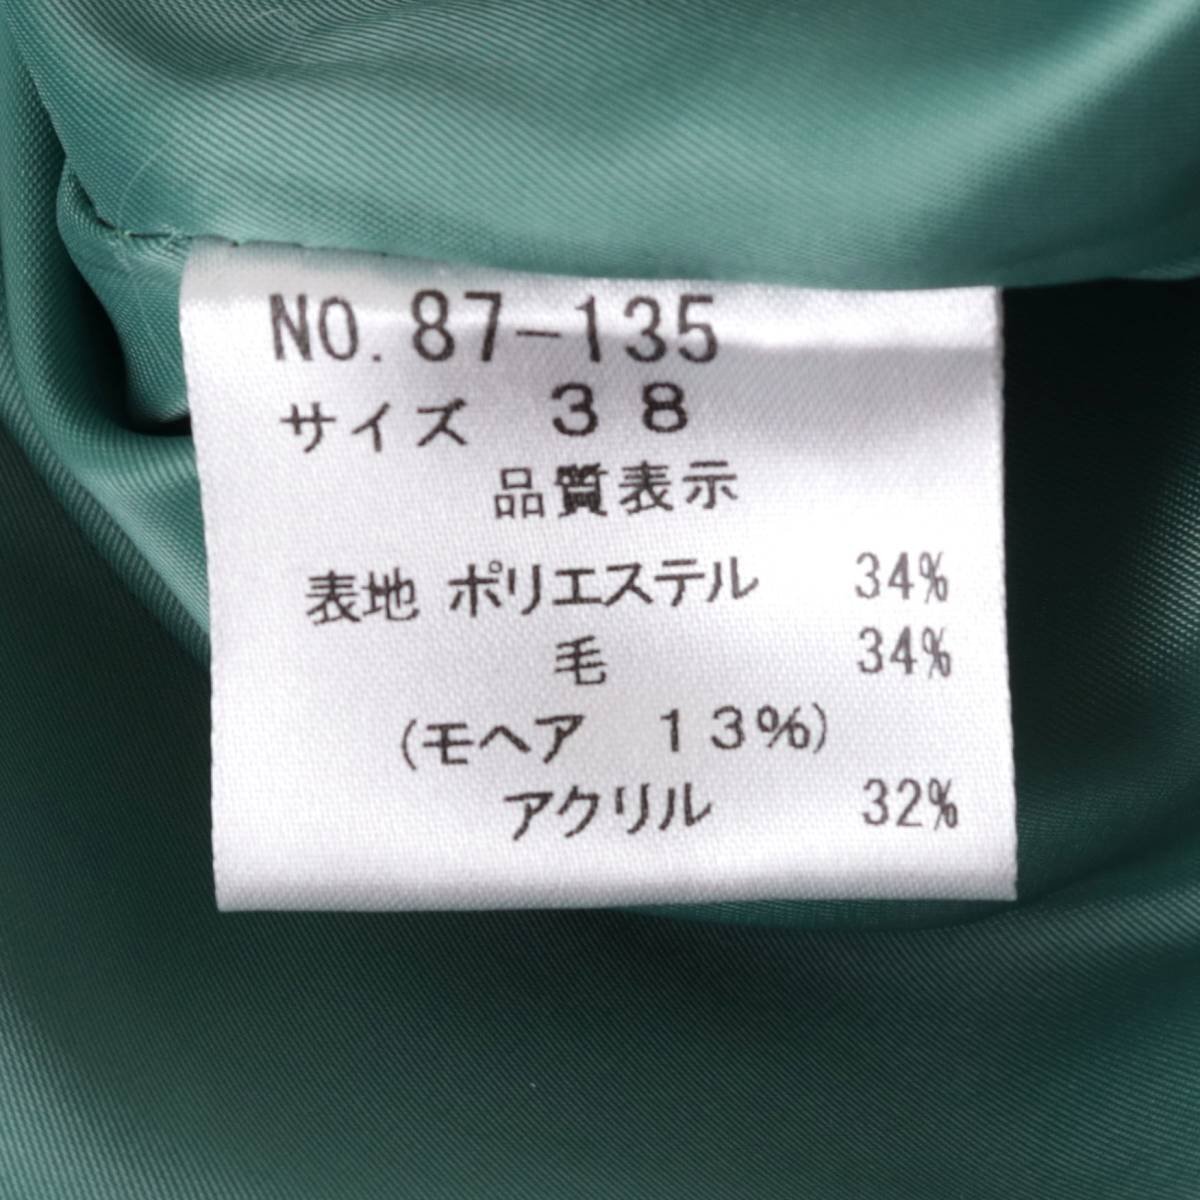 NO. 87-135
サイズ 38
品質表示
表地 ポリエステル 34%
毛 34%
(モヘア 13%)
アクリル 32%